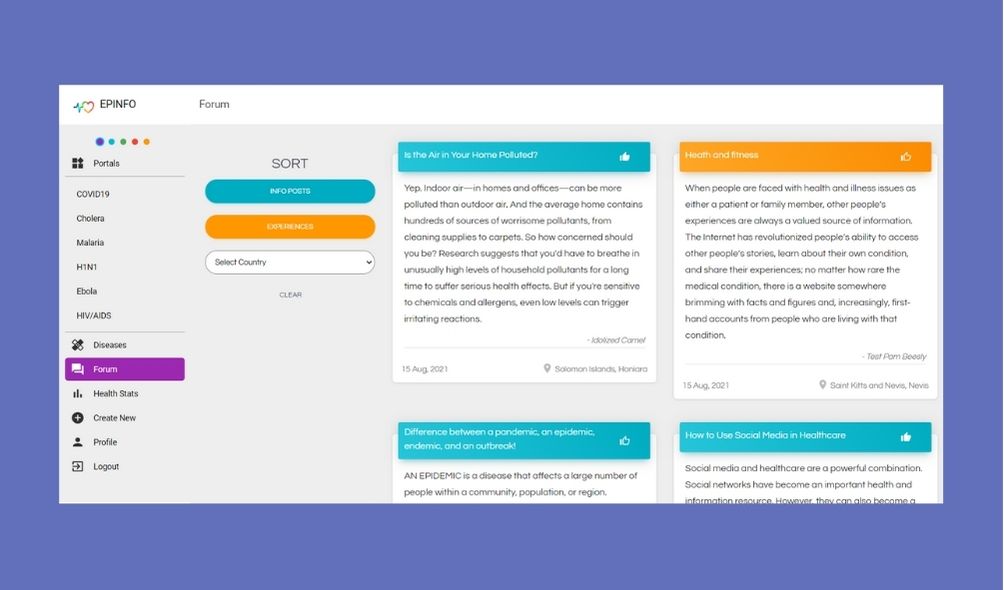 EPINFO
Forum
Portals
COVID19
Cholera
Malaria
H1N1
Ebola
HIV/AIDS
Diseases
Forum
Health Stats
Create New
Profile
Logout
SORT
INFO POSTS
EXPERIENCES
Select Country
CLEAR
Is the Air in Your Home Polluted?
Yep. Indoor air—in homes and offices—can be more
polluted than outdoor air. And the average home contains
hundreds of sources of worrisome pollutants, from
cleaning supplies to carpets. So how concerned should
you be? Research suggests that you'd have to breathe in
unusually high levels of household pollutants for a long
time to suffer serious health effects. But if you're sensitive
to chemicals and allergens, even low levels can trigger
irritating reactions.
- Idolized Camel
15 Aug, 2021
Solomon Islands, Honiara
Heath and fitness
When people are faced with health and illness issues as
either a patient or family member, other people's
experiences are always a valued source of information.
The Internet has revolutionized people's ability to access
other people's stories, learn about their own condition,
and share their experiences; no matter how rare the
medical condition, there is a website somewhere
brimming with facts and figures and, increasingly, first-
hand accounts from people who are living with that
condition.
- Test Pam Beesly
15 Aug, 2021
Saint Kitts and Nevis, Nevis
Difference between a pandemic, an epidemic,
endemic, and an outbreak!
AN EPIDEMIC is a disease that affects a large number of
people within a community, population, or region.
How to Use Social Media in Healthcare
Social media and healthcare are a powerful combination.
Social networks have become an important health and
information resource. However, they can also become a